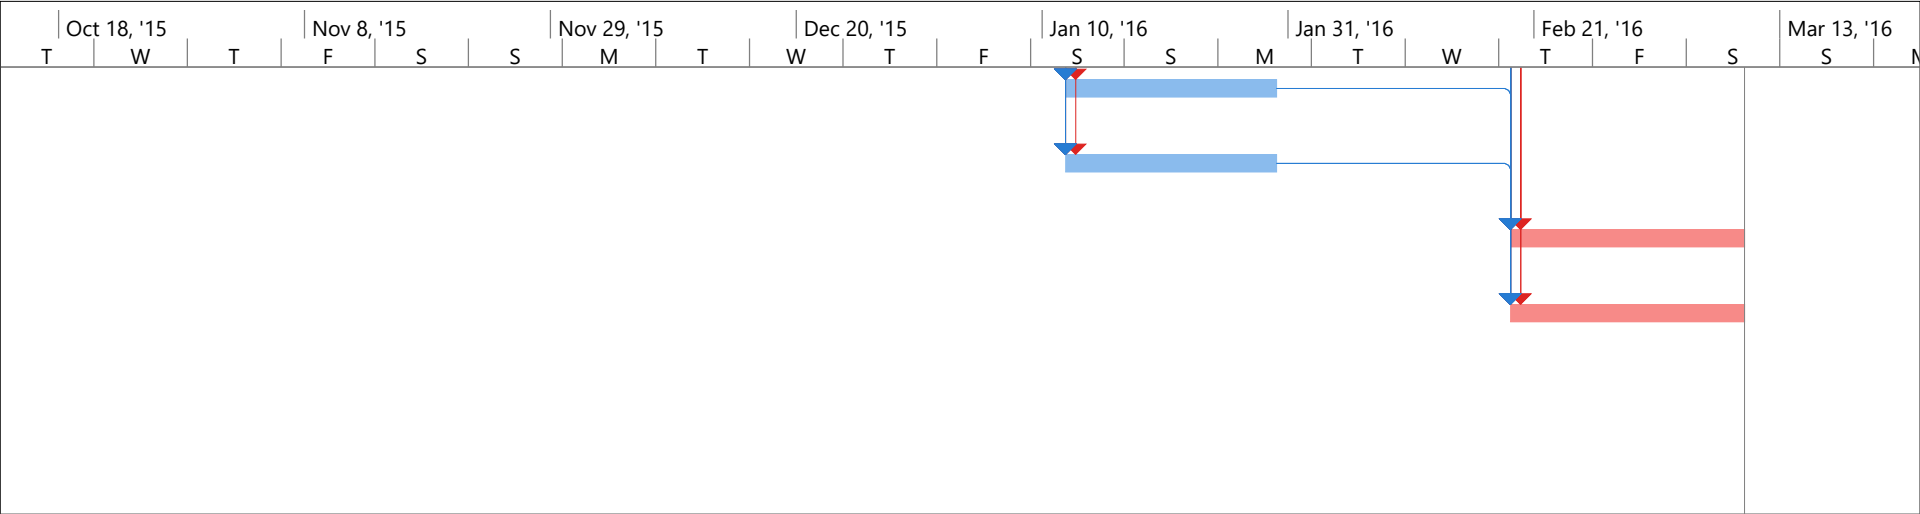 Oct 18, '15 Nov 8, '15 Nov 29, '15 Dec 20, '15 Jan 10, '16 Jan 31, '16 Feb 21, '16 Mar 13, '16
T W T F S S M T W T F S S M T W T F S S M